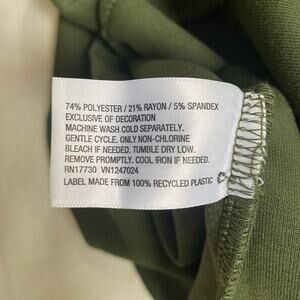 74% POLYESTER / 21% RAYON / 5% SPANDEX
EXCLUSIVE OF DECORATION
MACHINE WASH COLD SEPARATELY.
GENTLE CYCLE. ONLY NON-CHLORINE
BLEACH IF NEEDED. TUMBLE DRY LOW.
REMOVE PROMPTLY. COOL IRON IF NEEDED.
RN17730 VN1247024
LABEL MADE FROM 100% RECYCLED PLASTIC